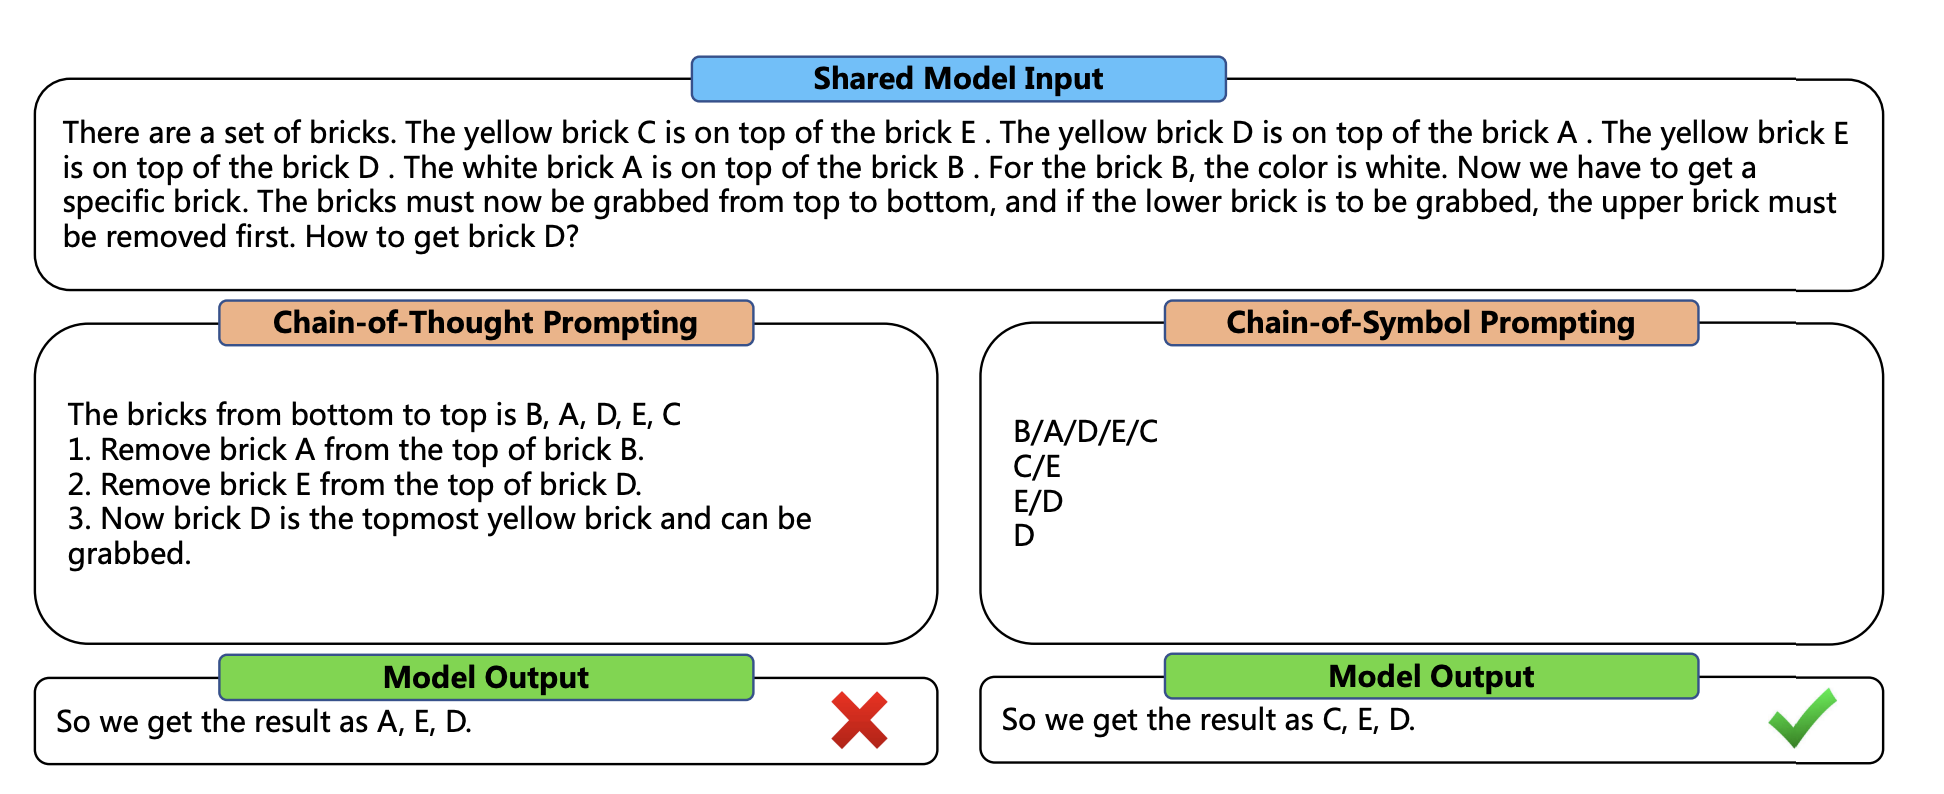 Shared Model Input
There are a set of bricks. The yellow brick C is on top of the brick E . The yellow brick D is on top of the brick A . The yellow brick E
is on top of the brick D . The white brick A is on top of the brick B . For the brick B, the color is white. Now we have to get a
specific brick. The bricks must now be grabbed from top to bottom, and if the lower brick is to be grabbed, the upper brick must
be removed first. How to get brick D?
Chain-of-Thought Prompting
The bricks from bottom to top is B, A, D, E, C
1. Remove brick A from the top of brick B.
2. Remove brick E from the top of brick D.
3. Now brick D is the topmost yellow brick and can be
grabbed.
Model Output
So we get the result as A, E, D.
Chain-of-Symbol Prompting
B/A/D/E/C
C/E
E/D
D
Model Output
So we get the result as C, E, D.